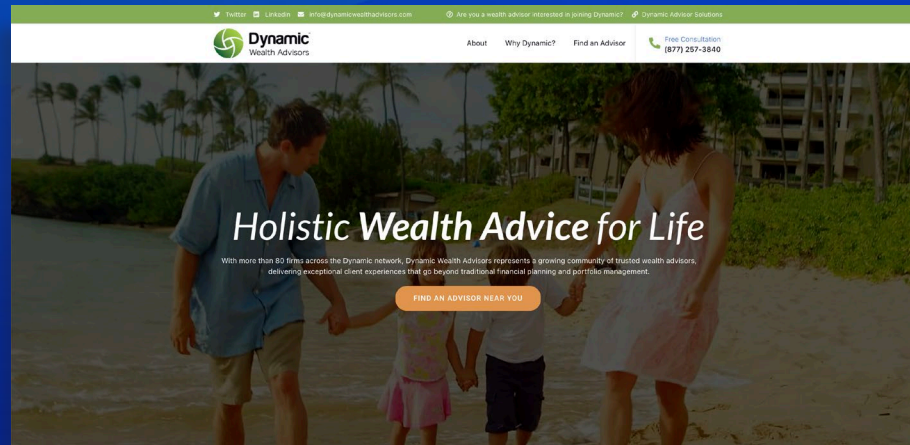 Twitter LinkedIn info@dynamicwealthadvisors.com Are you a wealth advisor interested in joining Dynamic? Dynamic Advisor Solutions
Dynamic
Wealth Advisors
About Why Dynamic? Find an Advisor
Free Consultation
(877) 257-3840
Holistic Wealth Advice for Life
With more than 80 firms across the Dynamic network, Dynamic Wealth Advisors represents a growing community of trusted wealth advisors,
delivering exceptional client experiences that go beyond traditional financial planning and portfolio management.
FIND AN ADVISOR NEAR YOU